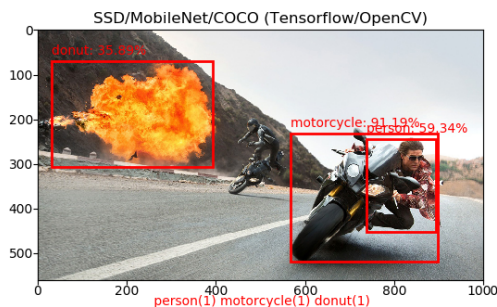 SSD/MobileNet/COCO (Tensorflow/OpenCV)
0
donut: 35.89%
100
motorcycle: 91.19%
person: 59.34%
200
300
400
500
0 200 400 600 800 1000
person(1) motorcycle(1) donut(1)